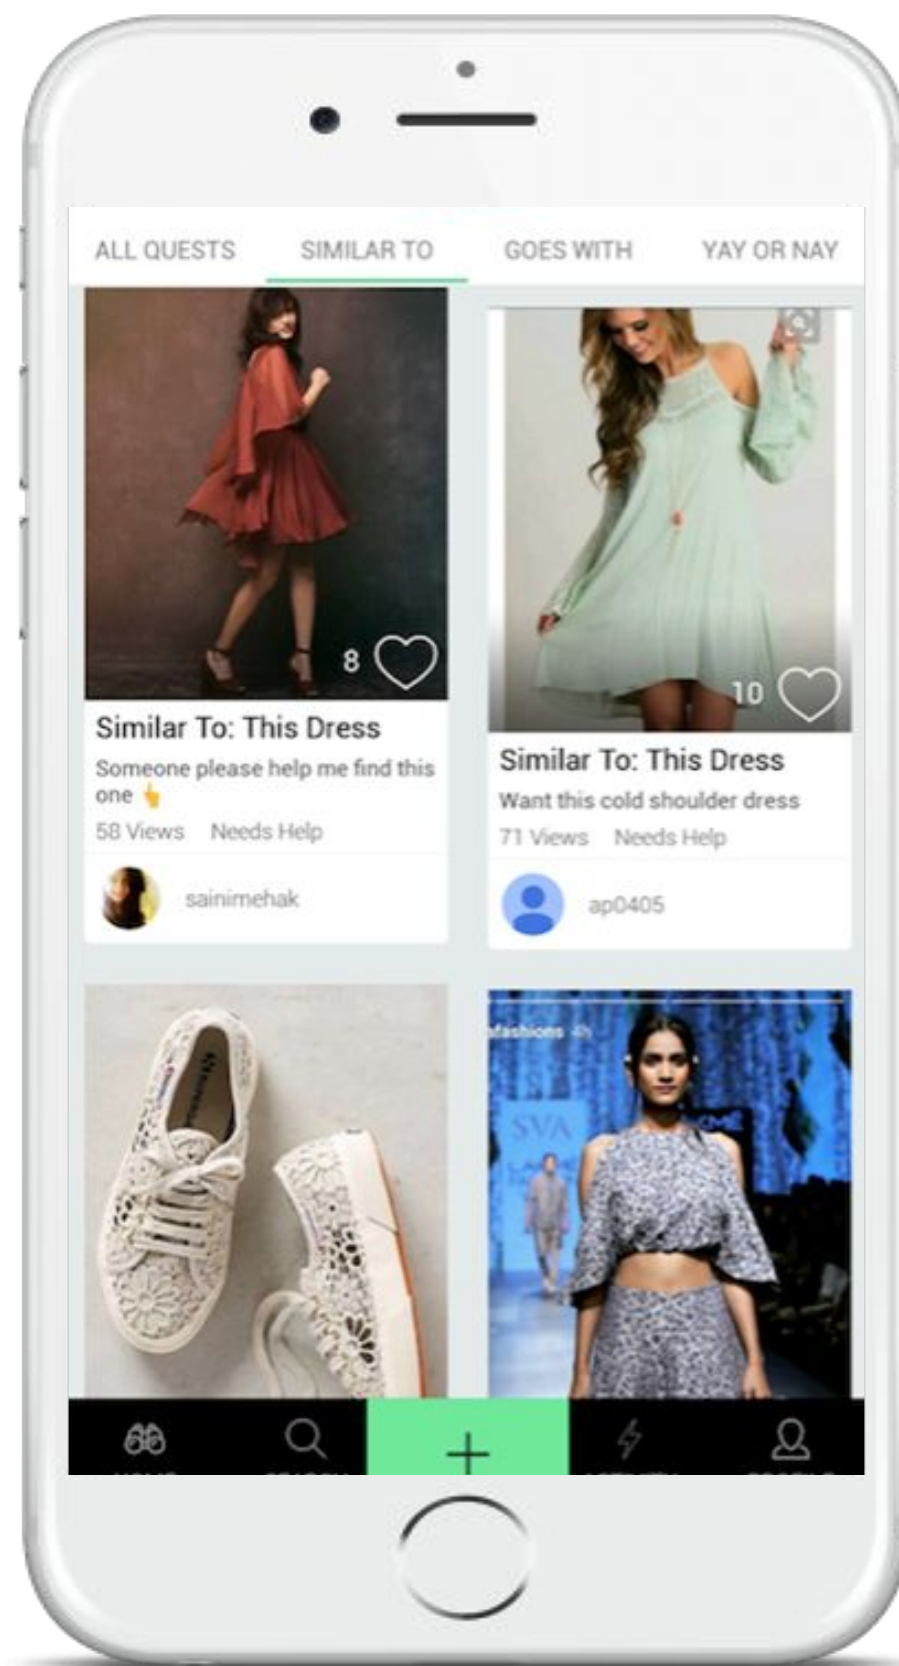 ALL QUESTS
SIMILAR TO
GOES WITH
YAY OR NAY
8
Similar To: This Dress
Someone please help me find this
one 👆
58 Views Needs Help
sainimehak
10
Similar To: This Dress
Want this cold shoulder dress
71 Views Needs Help
ap0405
afashions 4h
SVA